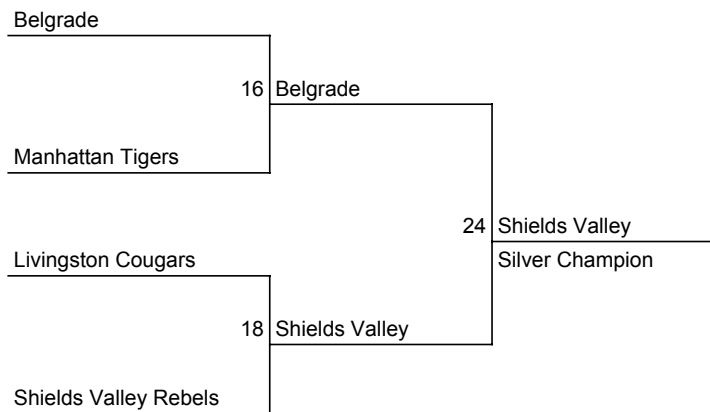 Belgrade
16 Belgrade
Manhattan Tigers
24 Shields Valley
Livingston Cougars
Silver Champion
18 Shields Valley
Shields Valley Rebels